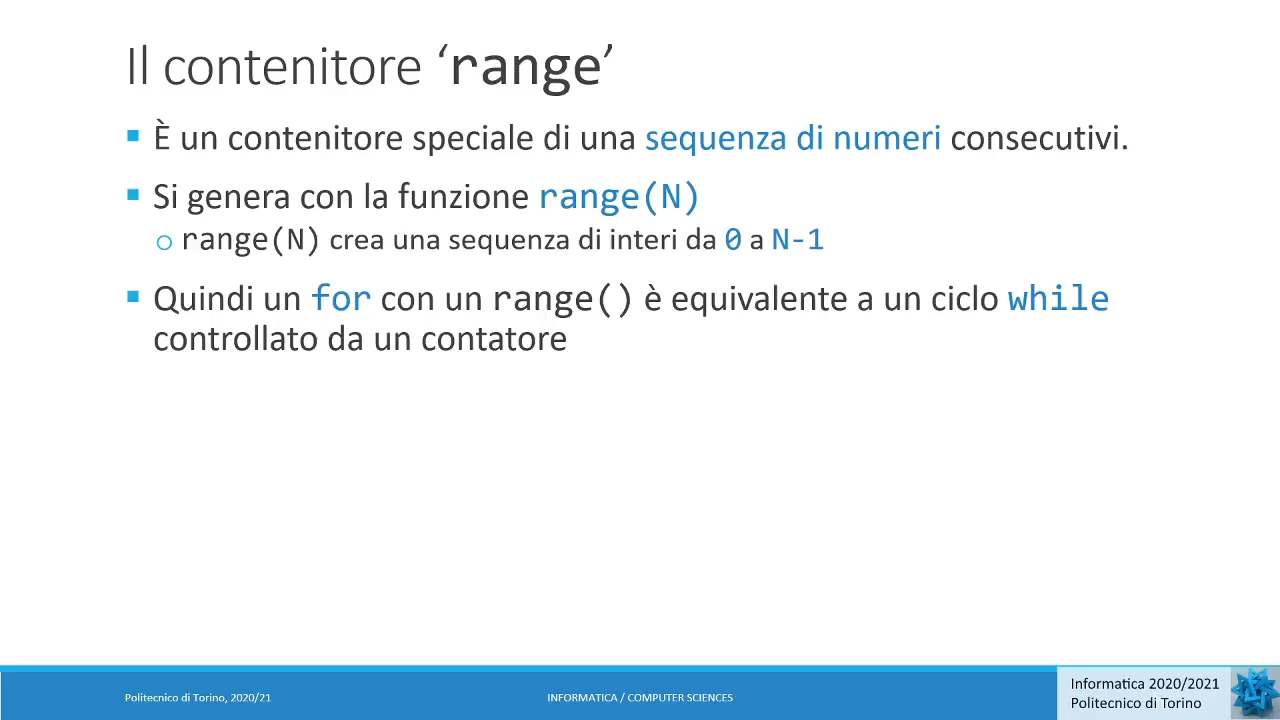 Il contenitore ‘range’
▪ È un contenitore speciale di una sequenza di numeri consecutivi.
▪ Si genera con la funzione range(N)
o range(N) crea una sequenza di interi da 0 a N-1
▪ Quindi un for con un range() è equivalente a un ciclo while
controllato da un contatore
Politecnico di Torino, 2020/21
INFORMATICA / COMPUTER SCIENCES
Informatica 2020/2021
Politecnico di Torino